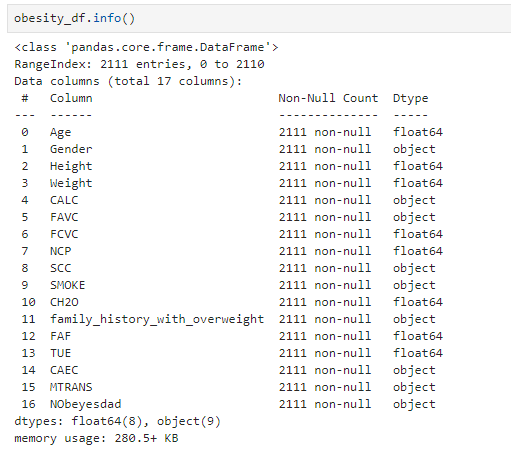 obesity_df.info()
<class 'pandas.core.frame.DataFrame'>
RangeIndex: 2111 entries, 0 to 2110
Data columns (total 17 columns):
 #   Column                          Non-Null Count  Dtype
---  ------                          --------------  -----
 0   Age                             2111 non-null   float64
 1   Gender                          2111 non-null   object
 2   Height                          2111 non-null   float64
 3   Weight                          2111 non-null   float64
 4   CALC                            2111 non-null   object
 5   FAVC                            2111 non-null   object
 6   FCVC                            2111 non-null   float64
 7   NCP                             2111 non-null   float64
 8   SCC                             2111 non-null   object
 9   SMOKE                           2111 non-null   object
 10  CH2O                            2111 non-null   float64
 11  family_history_with_overweight  2111 non-null   object
 12  FAF                             2111 non-null   float64
 13  TUE                             2111 non-null   float64
 14  CAEC                            2111 non-null   object
 15  MTRANS                          2111 non-null   object
 16  NObeyesdad                      2111 non-null   object
dtypes: float64(8), object(9)
memory usage: 280.5+ KB